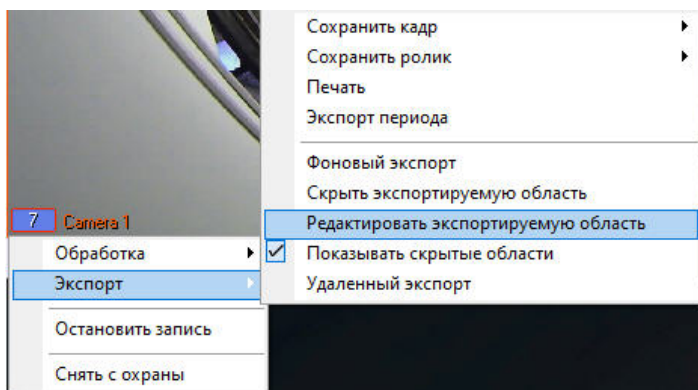 Сохранить кадр
Сохранить ролик
Печать
Экспорт периода
Фоновый экспорт
Скрыть экспортируемую область
Редактировать экспортируемую область
Показывать скрытые области
Удаленный экспорт
7 Camera 1
Обработка
Экспорт
Остановить запись
Снять с охраны